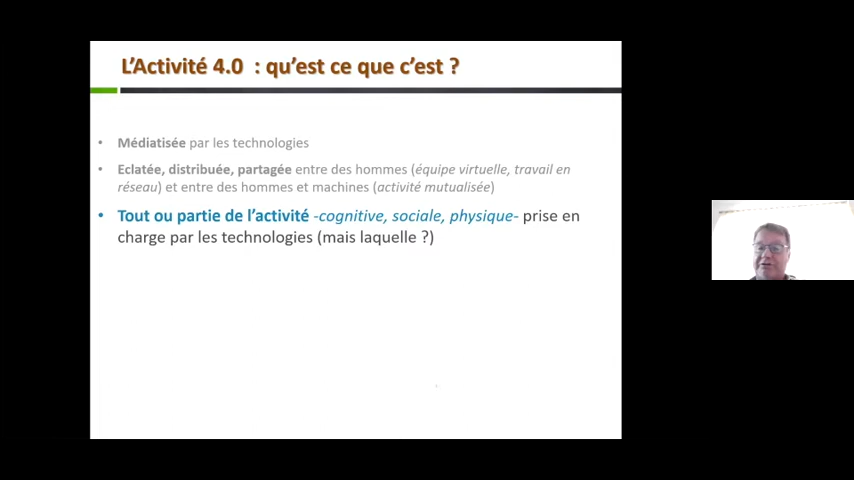 L'Activité 4.0 : qu'est ce que c'est ?
• Médiatisée par les technologies
• Eclatée, distribuée, partagée entre des hommes (équipe virtuelle, travail en
réseau) et entre des hommes et machines (activité mutualisée)
• Tout ou partie de l'activité -cognitive, sociale, physique- prise en
charge par les technologies (mais laquelle ?)